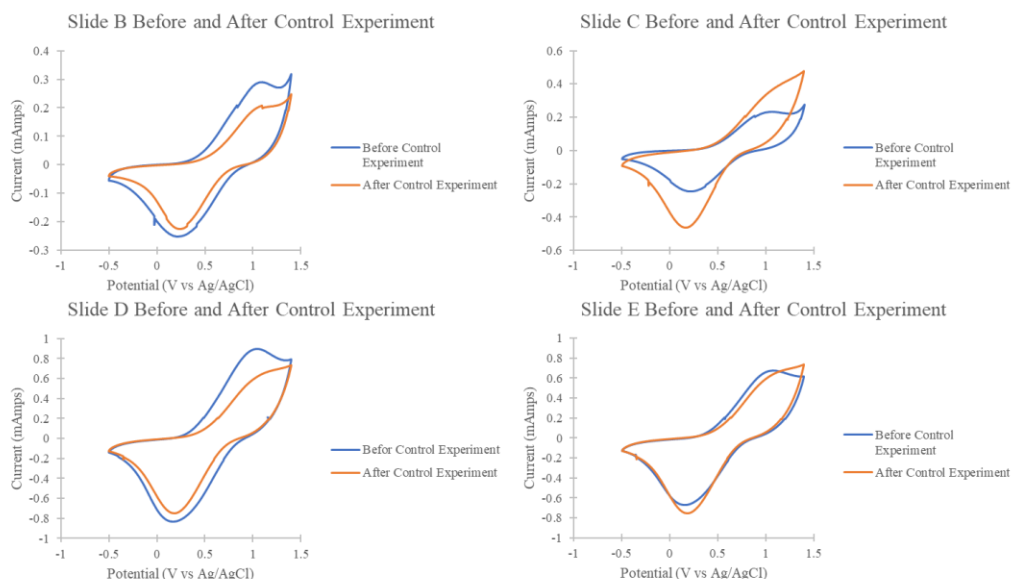 Slide B Before and After Control Experiment
0.4
0.3
0.2
0.1
0
-0.1
-0.2
-0.3
-1
-0.5
0
0.5
1
1.5
Current (mAmps)
Potential (V vs Ag/AgCl)
Before Control
Experiment
After Control Experiment
Slide C Before and After Control Experiment
0.6
0.4
0.2
0
-0.2
-0.4
-0.6
-1
-0.5
0
0.5
1
1.5
Current (mAmps)
Potential (V vs Ag/AgCl)
Before Control
Experiment
After Control Experiment
Slide D Before and After Control Experiment
1
0.8
0.6
0.4
0.2
0
-0.2
-0.4
-0.6
-0.8
-1
-1
-0.5
0
0.5
1
1.5
Current (mAmps)
Potential (V vs Ag/AgCl)
Befor Control Experiment
After Control Experiment
Slide E Before and After Control Experiment
1
0.8
0.6
0.4
0.2
0
-0.2
-0.4
-0.6
-0.8
-1
-1
-0.5
0
0.5
1
1.5
Current (mAmps)
Potential (V vs Ag/AgCl)
Before Control
Experiment
After Control Experiment